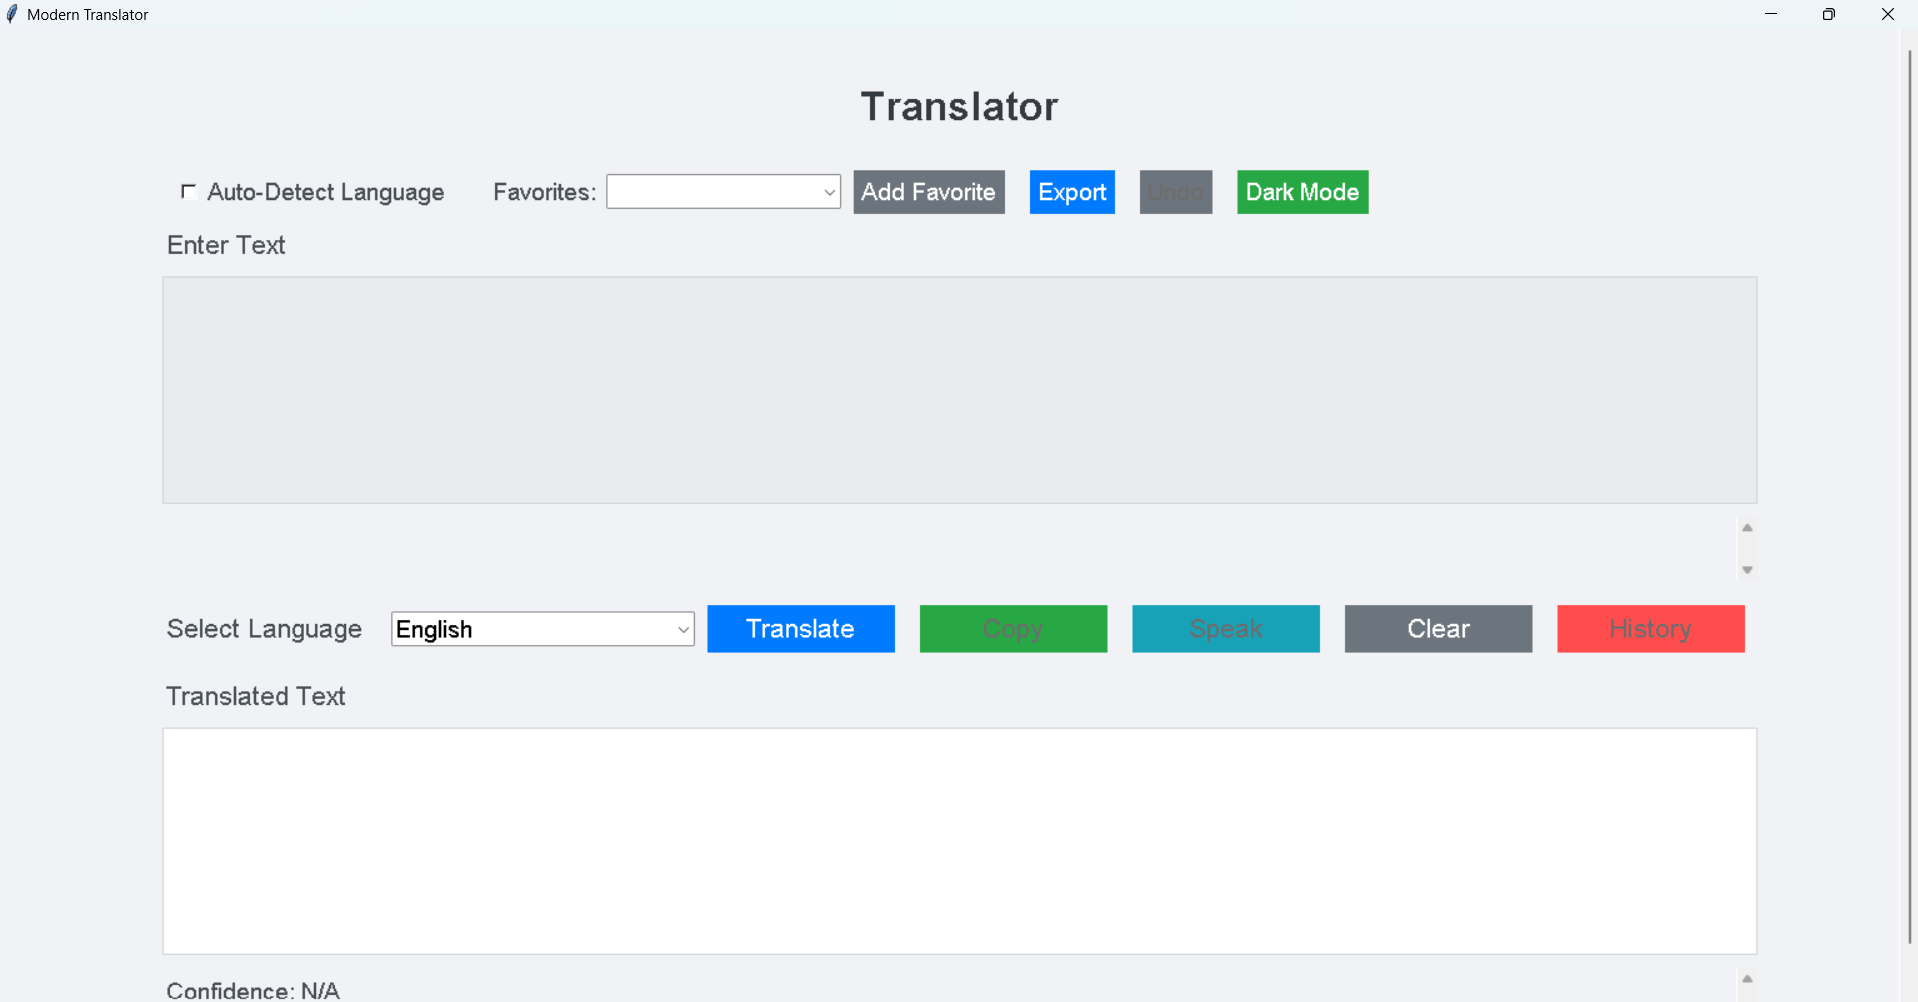 Modern Translator
Translator
Auto-Detect Language Favorites: Add Favorite Export Undo Dark Mode
Enter Text
Select Language English Translate Copy Speak Clear History
Translated Text
Confidence: N/A